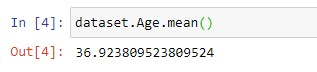 In [4]: dataset.Age.mean()
Out[4]: 36.923809523809524